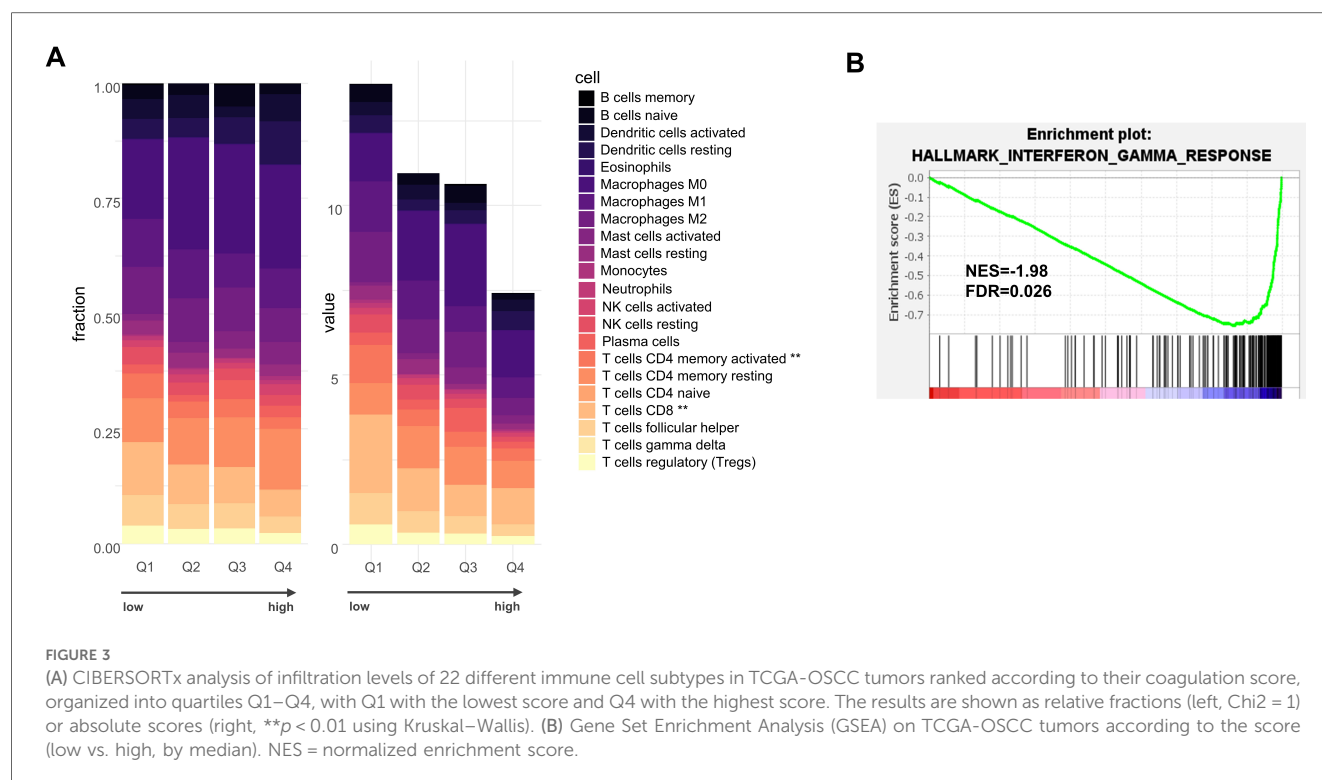 A
B
1.00
0.75
0.50
0.25
0.00
fraction
Q1 Q2 Q3 Q4
low high
10
5
0
value
Q1 Q2 Q3 Q4
low high
cell
B cells memory
B cells naive
Dendritic cells activated
Dendritic cells resting
Eosinophils
Macrophages M0
Macrophages M1
Macrophages M2
Mast cells activated
Mast cells resting
Monocytes
Neutrophils
NK cells activated
NK cells resting
Plasma cells
T cells CD4 memory activated **
T cells CD4 memory resting
T cells CD4 naive
T cells CD8 **
T cells follicular helper
T cells gamma delta
T cells regulatory (Tregs)
Enrichment plot:
HALLMARK_INTERFERON_GAMMA_RESPONSE
Enrichment score (ES)
0.0
-0.1
-0.2
-0.3
-0.4
-0.5
-0.6
-0.7
NES=-1.98
FDR=0.026
FIGURE 3
(A) CIBERSORTx analysis of infiltration levels of 22 different immune cell subtypes in TCGA-OSCC tumors ranked according to their coagulation score,
organized into quartiles Q1–Q4, with Q1 with the lowest score and Q4 with the highest score. The results are shown as relative fractions (left, Chi2 = 1)
or absolute scores (right, **p < 0.01 using Kruskal–Wallis). (B) Gene Set Enrichment Analysis (GSEA) on TCGA-OSCC tumors according to the score
(low vs. high, by median). NES = normalized enrichment score.